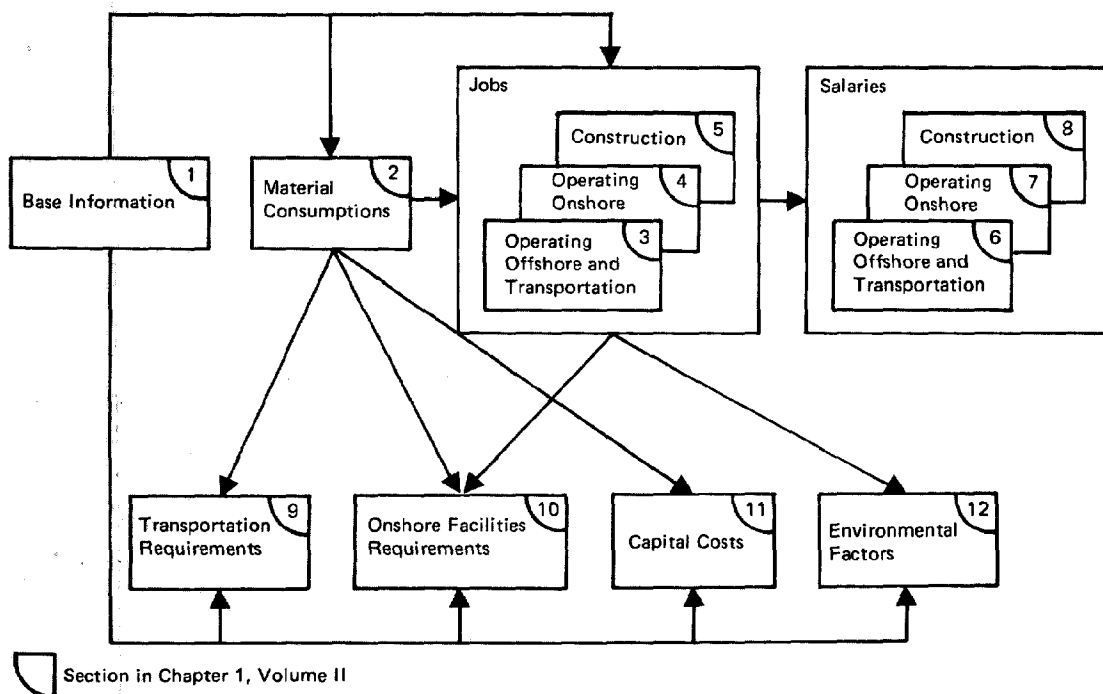 Jobs
Salaries
Construction
5
Construction
8
Base Information
1
Material
Consumptions
2
Operating
Onshore
4
Operating
Onshore
7
Operating
Offshore and
Transportation
3
Operating
Offshore and
Transportation
6
Transportation
Requirements
9
Onshore Facilities
Requirements
10
Capital Costs
11
Environmental
Factors
12
Section in Chapter 1, Volume II